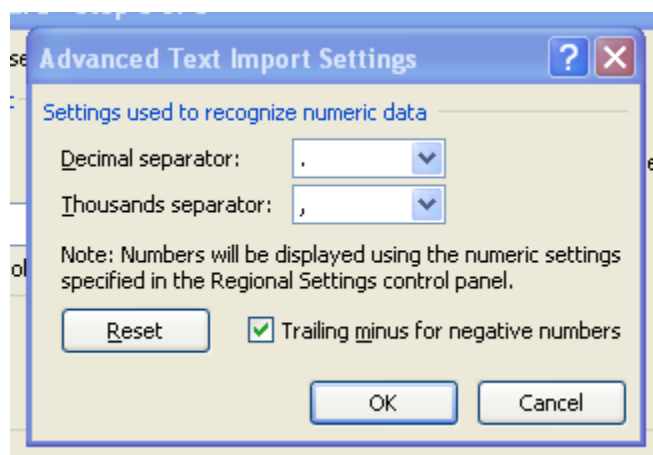 Advanced Text Import Settings
Settings used to recognize numeric data
Decimal separator: .
Thousands separator: ,
Note: Numbers will be displayed using the numeric settings
specified in the Regional Settings control panel.
Reset
Trailing minus for negative numbers
OK Cancel